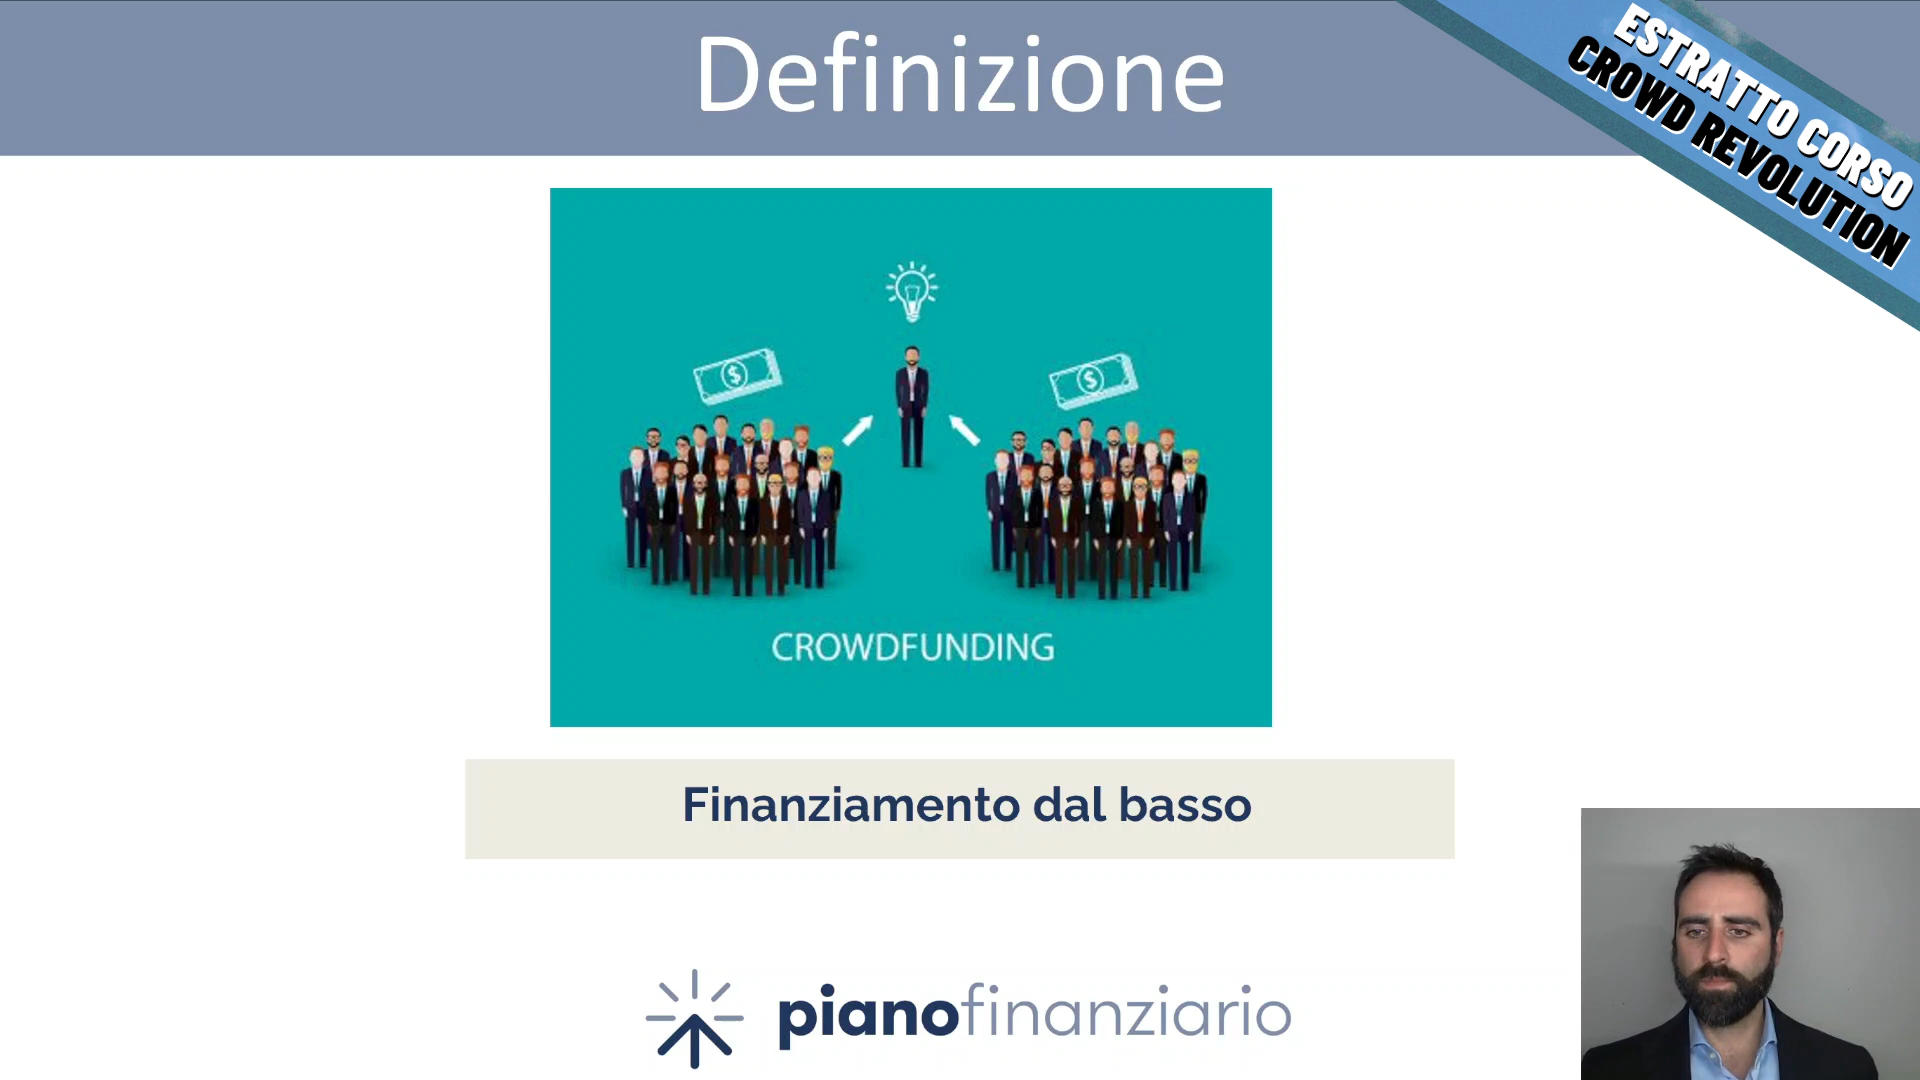 Definizione
ESTRATTO CORSO
CROWD REVOLUTION
$
$
CROWDFUNDING
Finanziamento dal basso
pianofinanziario